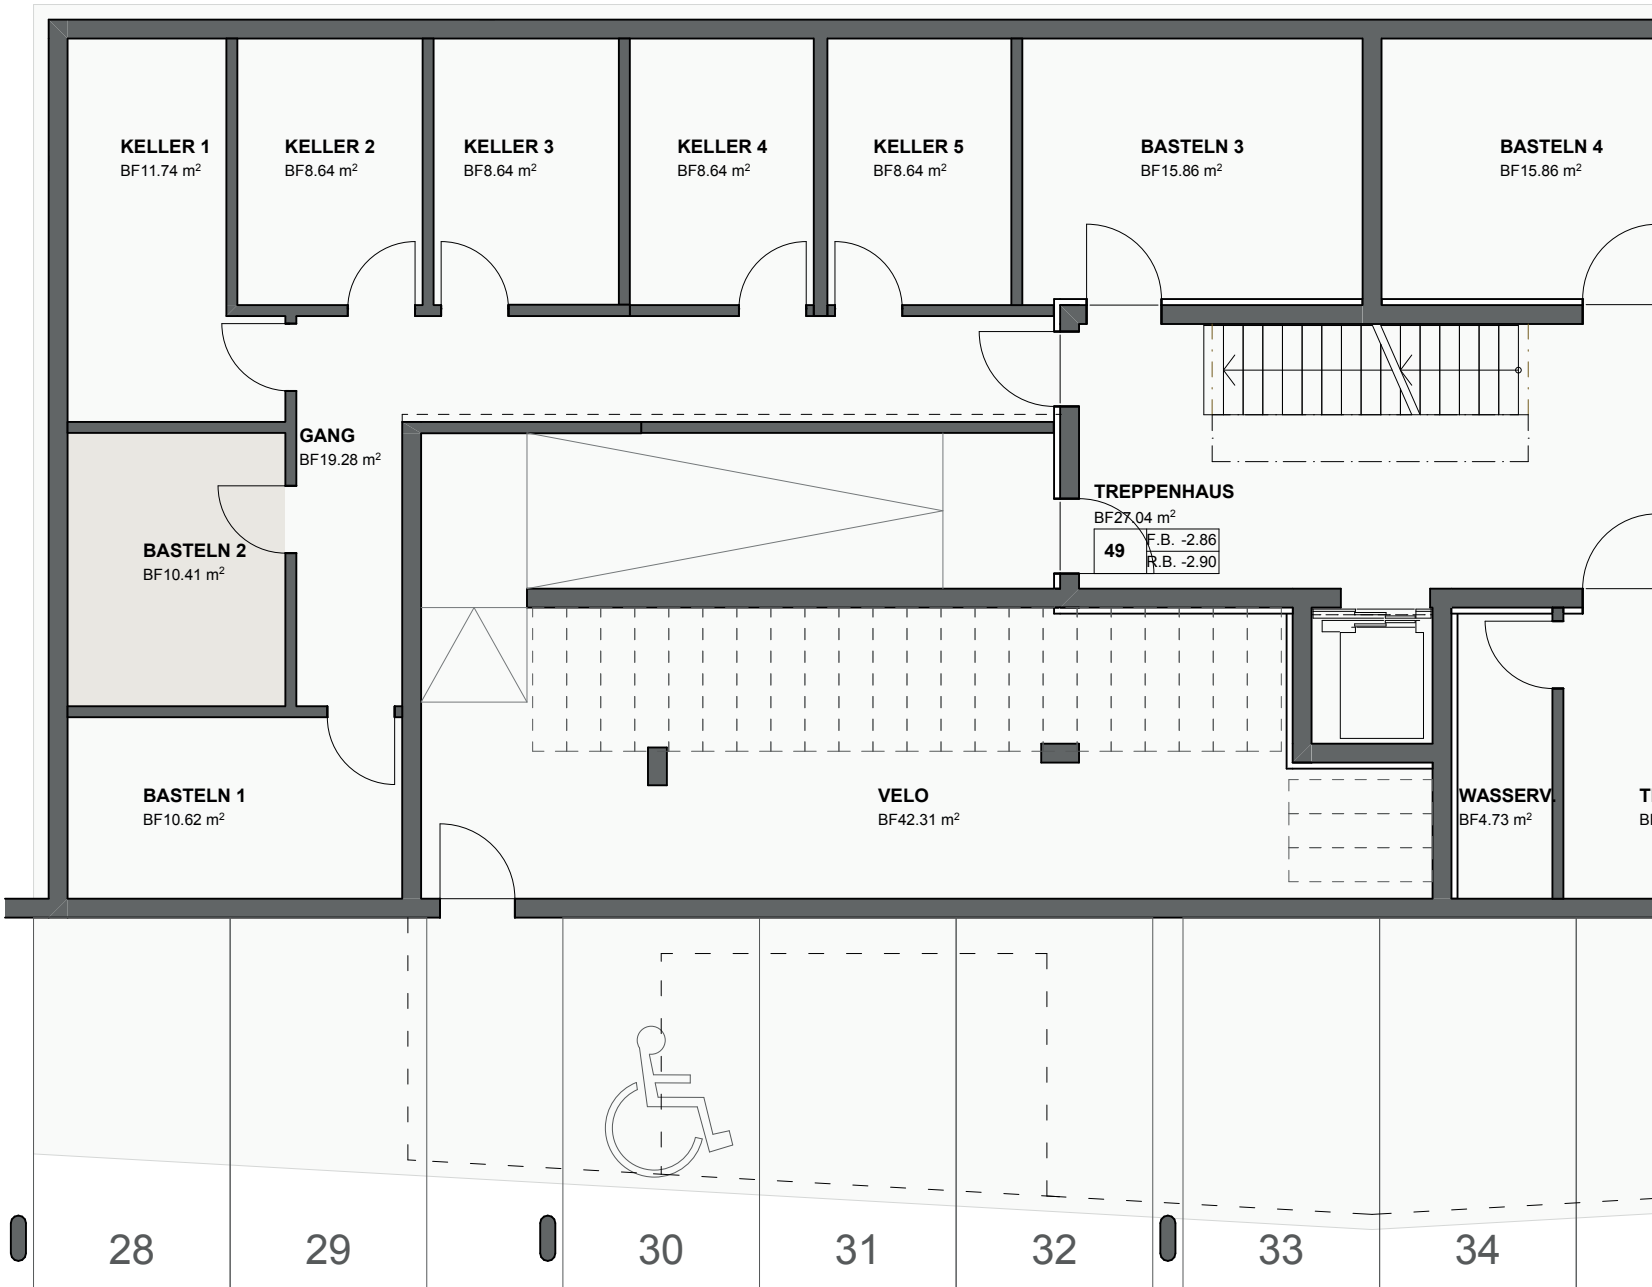 KELLER 1
BF11.74 m²
KELLER 2
BF8.64 m²
KELLER 3
BF8.64 m²
KELLER 4
BF8.64 m²
KELLER 5
BF8.64 m²
BASTELN 3
BF15.86 m²
BASTELN 4
BF15.86 m²
GANG
BF19.28 m²
TREPPENHAUS
BF27.04 m²
49
F.B. -2.86
R.B. -2.90
BASTELN 2
BF10.41 m²
BASTELN 1
BF10.62 m²
VELO
BF42.31 m²
WASSERV.
BF4.73 m²
28
29
30
31
32
33
34